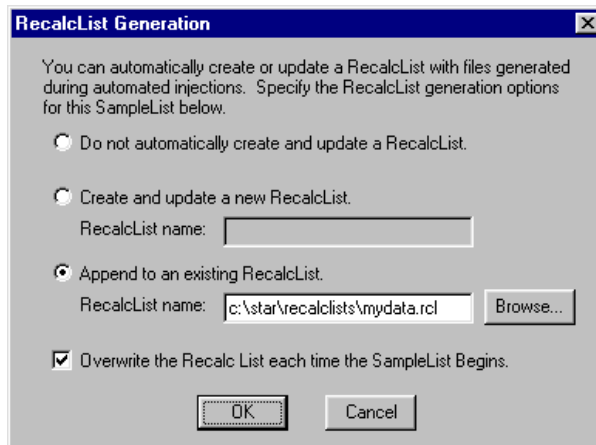 RecalcList Generation
You can automatically create or update a RecalcList with files generated
during automated injections. Specify the RecalcList generation options
for this SampleList below.
Do not automatically create and update a RecalcList.
Create and update a new RecalcList.
RecalcList name:
Append to an existing RecalcList.
RecalcList name: c:\star\recalclists\mydata.rcl Browse...
Overwrite the Recalc List each time the SampleList Begins.
OK Cancel